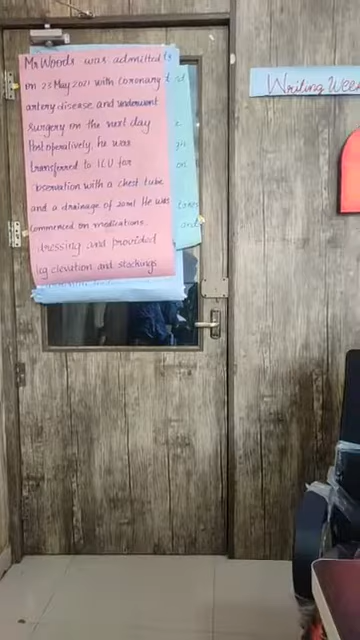 Mr Woods was admitted
on 23 May 2021 with coronary
artery disease and underwent
surgery on the next day
Postoperatively, he was
transferred to ICU for
observation with a chest tube
and a drainage of 20ml He was
commenced on medications,
dressing and provided
leg elevation and stockings
Writing Week